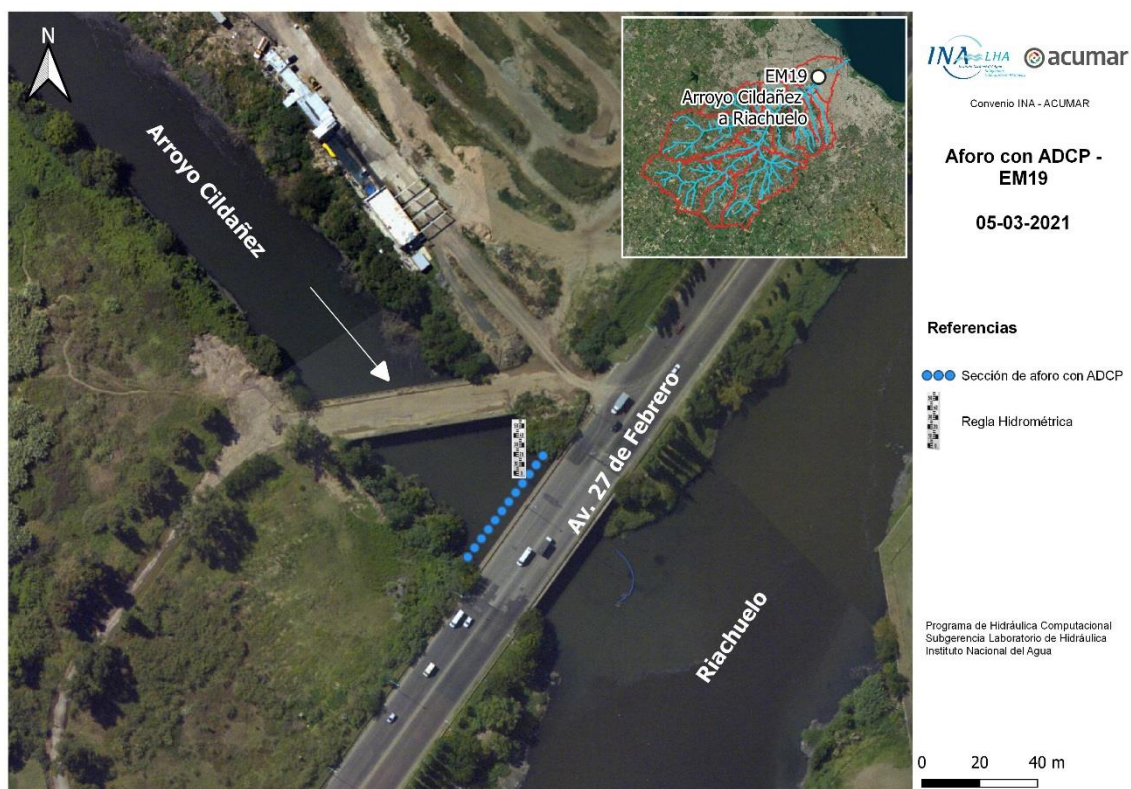 N
Arroyo Cildañez
EM19
Arroyo Cildañez
a Riachuelo
Av. 27 de Febrero"
Riachuelo
INA LHA
acumar
Convenio INA - ACUMAR
Aforo con ADCP -
EM19
05-03-2021
Referencias
Sección de aforo con ADCP
Regla Hidrométrica
Programa de Hidráulica Computacional
Subgerencia Laboratorio de Hidráulica
Instituto Nacional del Agua
0 20 40 m